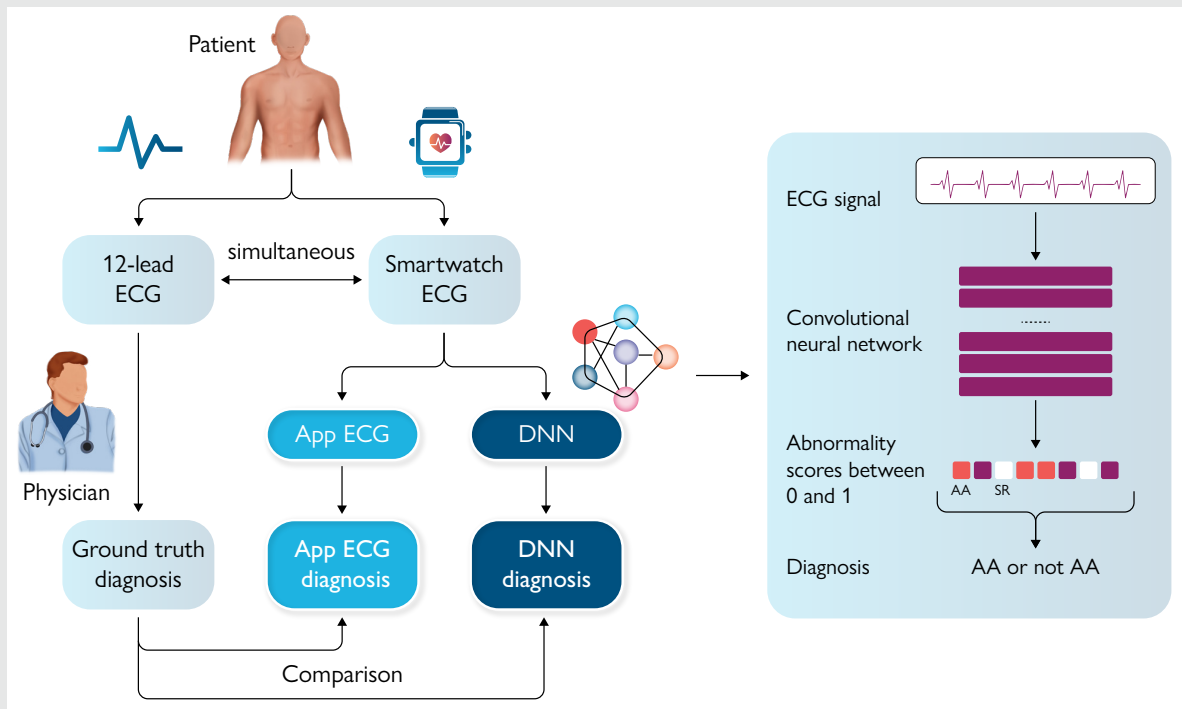 Patient
12-lead
ECG
simultaneous
Smartwatch
ECG
Physician
App ECG
DNN
Ground truth
diagnosis
App ECG
diagnosis
DNN
diagnosis
Comparison
ECG signal
Convolutional
neural network
Abnormality
scores between
0 and 1
AA
SR
Diagnosis
AA or not AA